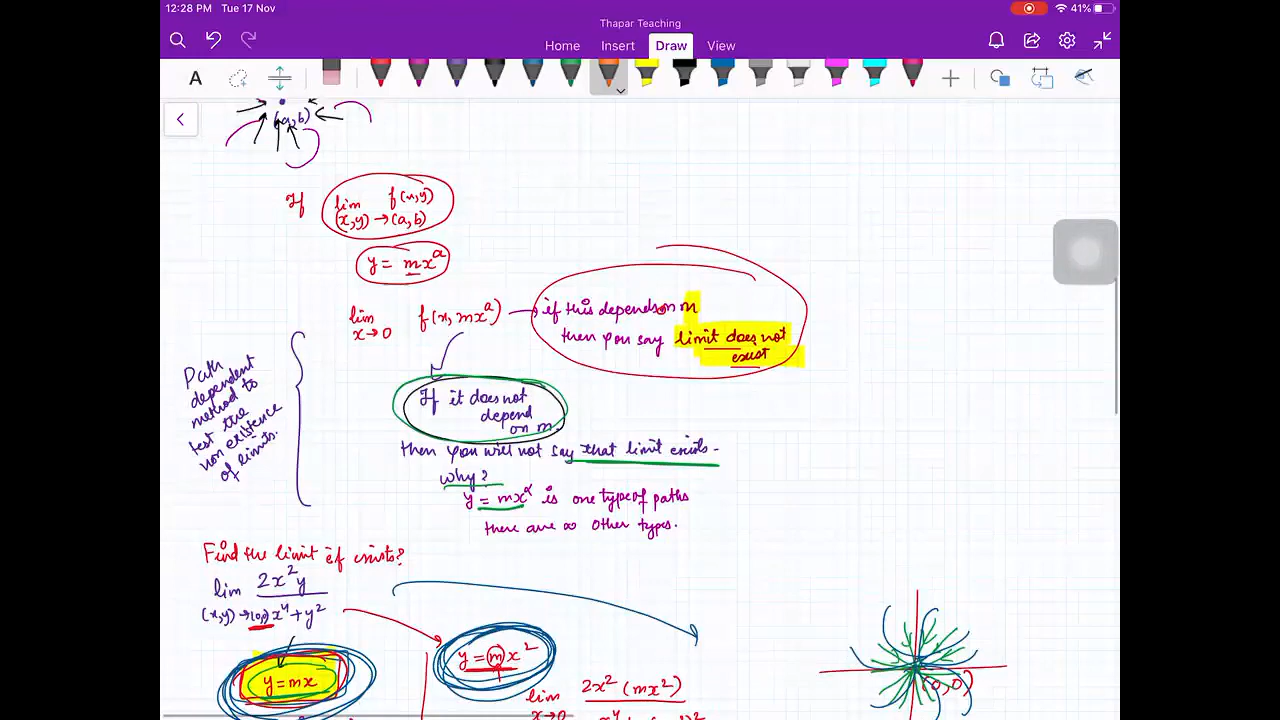 12:28 PM Tue 17 Nov
41%
Thapar Teaching
Home Insert Draw View
A
(a,b)
If lim f(x,y)
(x,y)→(a,b)
y = mx^α
lim f(x, mx^α)
x→0
if this depends on m
then you say limit does not
exist
Path
dependent
method to
test the
non existence
of limits.
If it does not
depend
on m
then you will not say that limit exists.
why?
y = mx^α is one type of paths
there are ∞ other types.
Find the limit if exists?
lim 2x²y
(x,y)→(0,0) x⁴+y²
y=mx
y = mx²
lim 2x²(mx²)
x→0
(0,0)